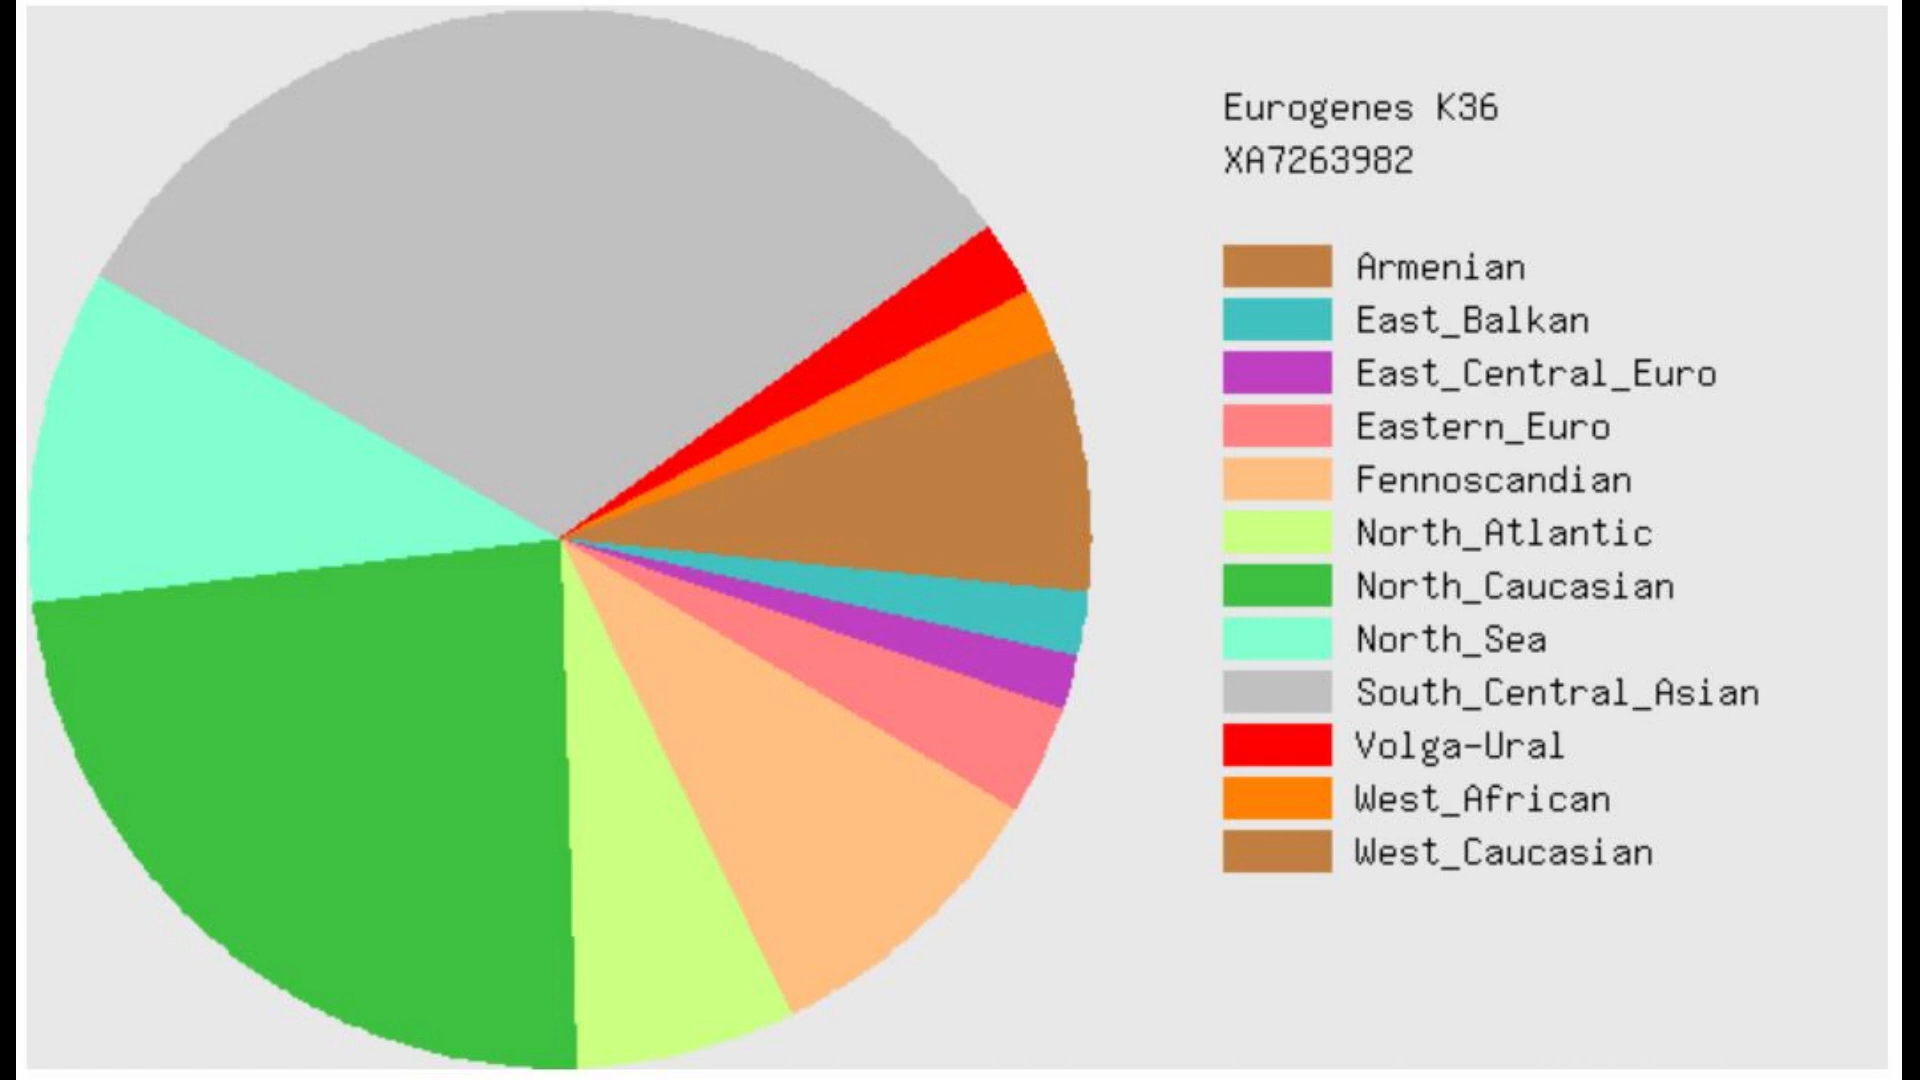 Eurogenes K36
XA7263982
Armenian
East_Balkan
East_Central_Euro
Eastern_Euro
Fennoscandian
North_Atlantic
North_Caucasian
North_Sea
South_Central_Asian
Volga-Ural
West_African
West_Caucasian